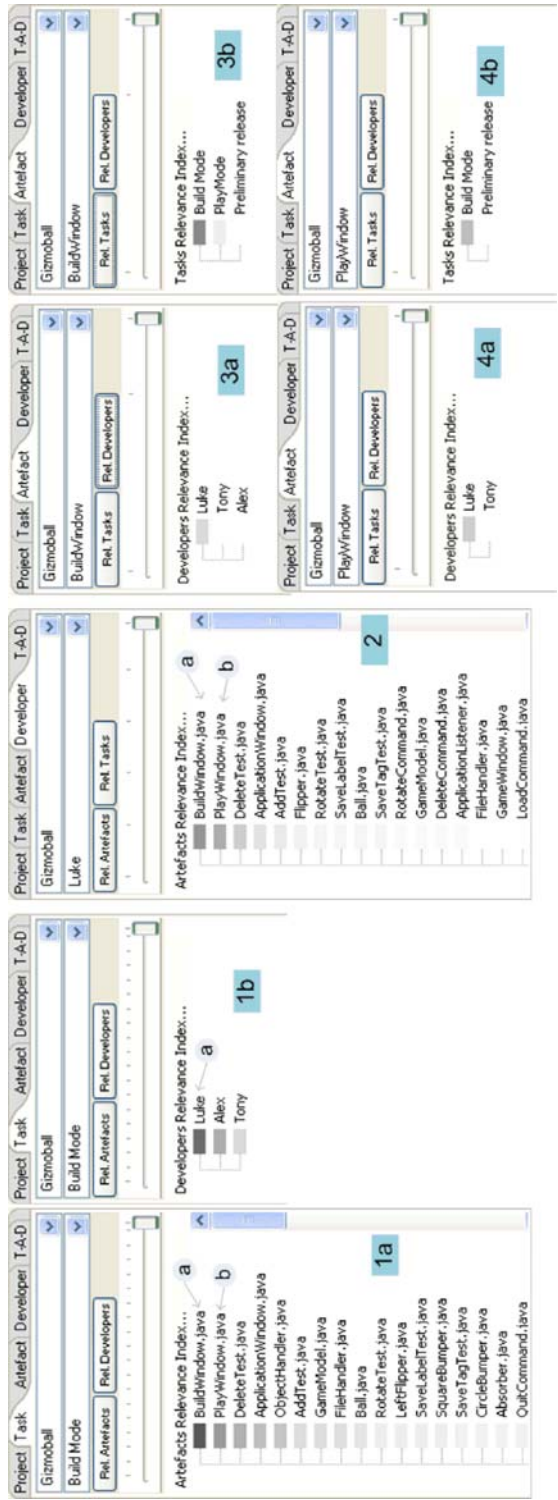 Project Task Artefact Developer T-A-D
Gizmoball
Build Mode
Rel. Artefacts Rel. Developers
Artefacts Relevance Index...
BuildWindow.java
a
PlayWindow.java
b
DeleteTest.java
ApplicationWindow.java
ObjectHandler.java
AddTest.java
GameModel.java
FileHandler.java
Ball.java
RotateTest.java
LeftFlipper.java
SaveLabelTest.java
SquareBumper.java
SaveTagTest.java
CircleBumper.java
Absorber.java
QuitCommand.java
1a
Project Task Artefact Developer T-A-D
Gizmoball
Build Mode
Rel. Artefacts Rel. Developers
Developers Relevance Index...
Luke
a
Alex
Tony
1b
Project Task Artefact Developer T-A-D
Gizmoball
Luke
Rel. Artefacts Rel. Tasks
Artefacts Relevance Index...
BuildWindow.java
a
PlayWindow.java
b
DeleteTest.java
ApplicationWindow.java
AddTest.java
Flipper.java
RotateTest.java
SaveLabelTest.java
Ball.java
SaveTagTest.java
RotateCommand.java
GameModel.java
DeleteCommand.java
ApplicationListener.java
FileHandler.java
GameWindow.java
LoadCommand.java
2
Project Task Artefact Developer T-A-D
Gizmoball
BuildWindow
Rel. Tasks Rel. Developers
Developers Relevance Index...
Luke
Tony
Alex
3a
Project Task Artefact Developer T-A-D
Gizmoball
BuildWindow
Rel. Tasks Rel. Developers
Tasks Relevance Index...
Build Mode
PlayMode
Preliminary release
3b
Project Task Artefact Developer T-A-D
Gizmoball
PlayWindow
Rel. Tasks Rel. Developers
Developers Relevance Index...
Luke
Tony
4a
Project Task Artefact Developer T-A-D
Gizmoball
PlayWindow
Rel. Tasks Rel. Developers
Tasks Relevance Index...
Build Mode
Preliminary release
4b